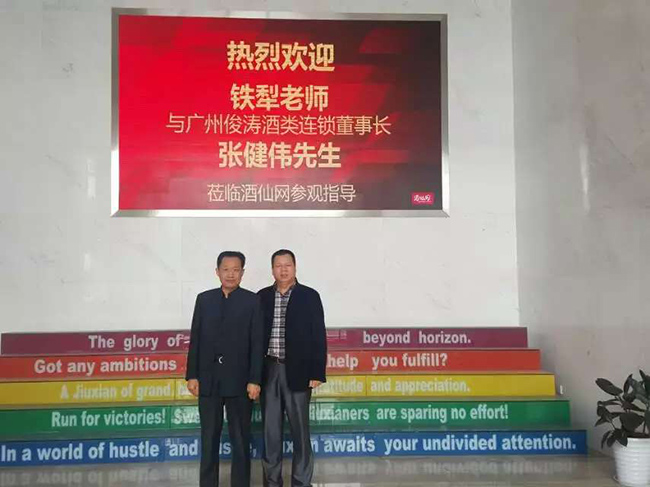 热烈欢迎
铁犁老师
与广州俊涛酒类连锁董事长
张健伟先生
莅临酒仙网参观指导
酒仙网
The glory of beyond horizon.
Got any ambitions help you fulfill?
A Jiuxian of grand, and appreciation.
Run for victories! are sparing no effort!
In a world of hustle and awaits your undivided attention.